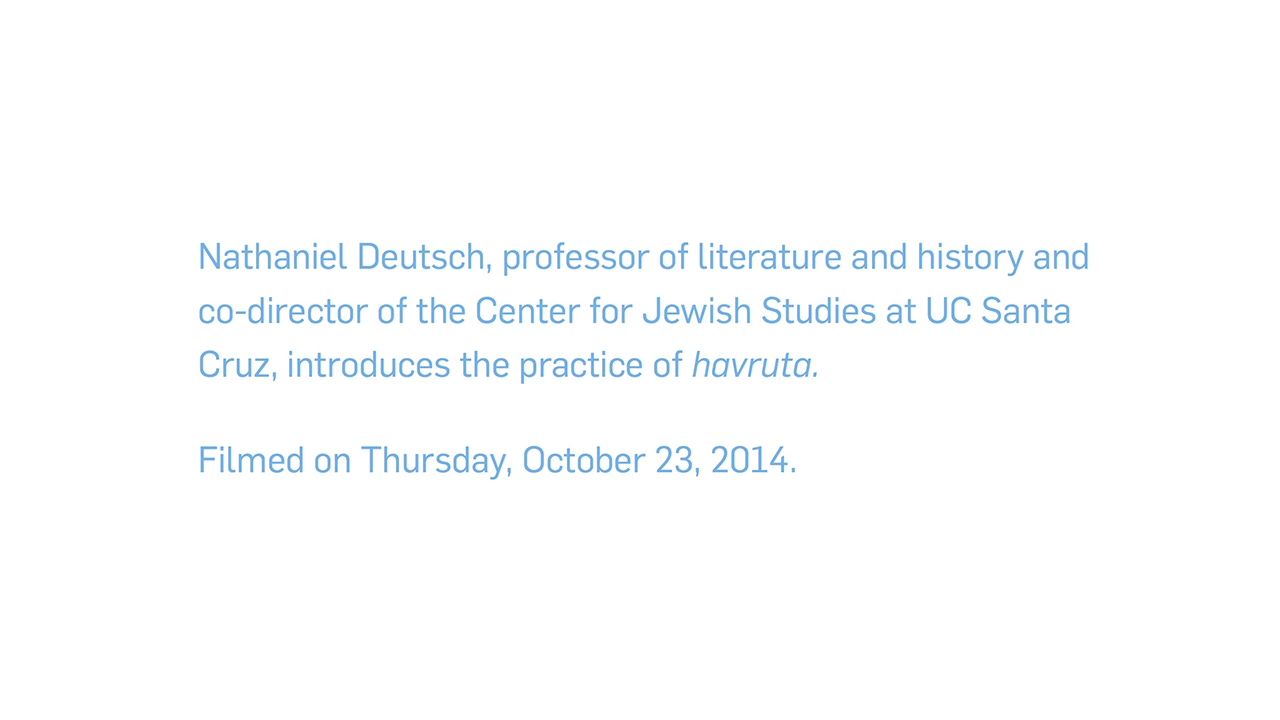 Nathaniel Deutsch, professor of literature and history and
co-director of the Center for Jewish Studies at UC Santa
Cruz, introduces the practice of havruta.
Filmed on Thursday, October 23, 2014.